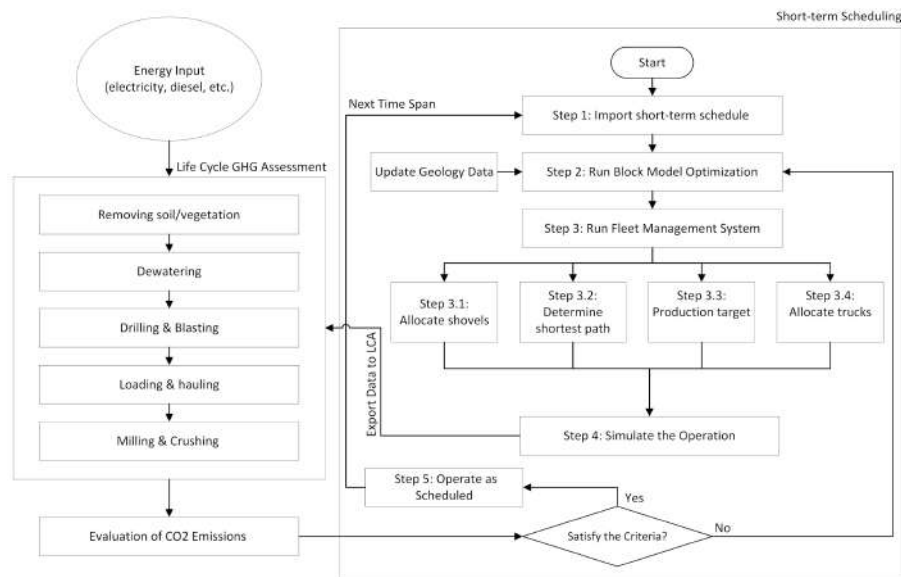 Short-term Scheduling
Energy Input
(electricity, diesel, etc.)
Life Cycle GHG Assessment
Removing soil/vegetation
Dewatering
Drilling & Blasting
Loading & hauling
Milling & Crushing
Evaluation of CO2 Emissions
Start
Next Time Span
Step 1: Import short-term schedule
Update Geology Data
Step 2: Run Block Model Optimization
Step 3: Run Fleet Management System
Step 3.1:
Allocate shovels
Step 3.2:
Determine
shortest path
Step 3.3:
Production target
Step 3.4:
Allocate trucks
Export Data to LCA
Step 4: Simulate the Operation
Step 5: Operate as
Scheduled
Yes
No
Satisfy the Criteria?